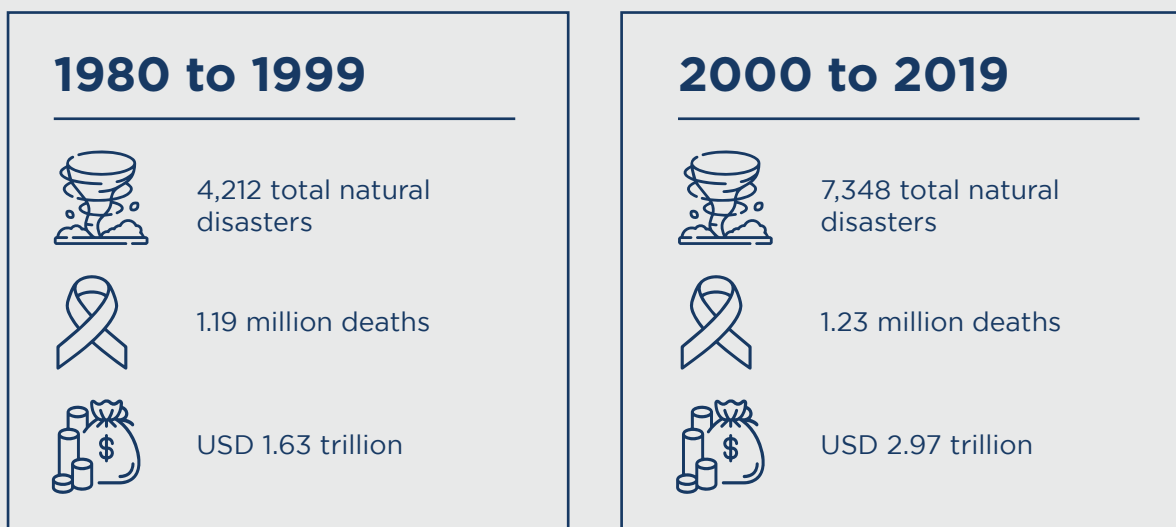 1980 to 1999
4,212 total natural
disasters
1.19 million deaths
$
USD 1.63 trillion
2000 to 2019
7,348 total natural
disasters
1.23 million deaths
$
USD 2.97 trillion